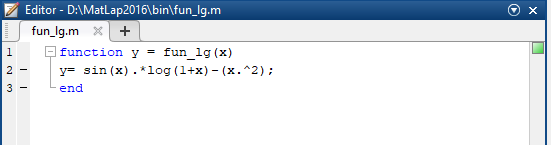 Editor - D:\MatLap2016\bin\fun_lg.m
fun_lg.m
1 function y = fun_lg(x)
2 y= sin(x).*log(1+x)-(x.^2);
3 end